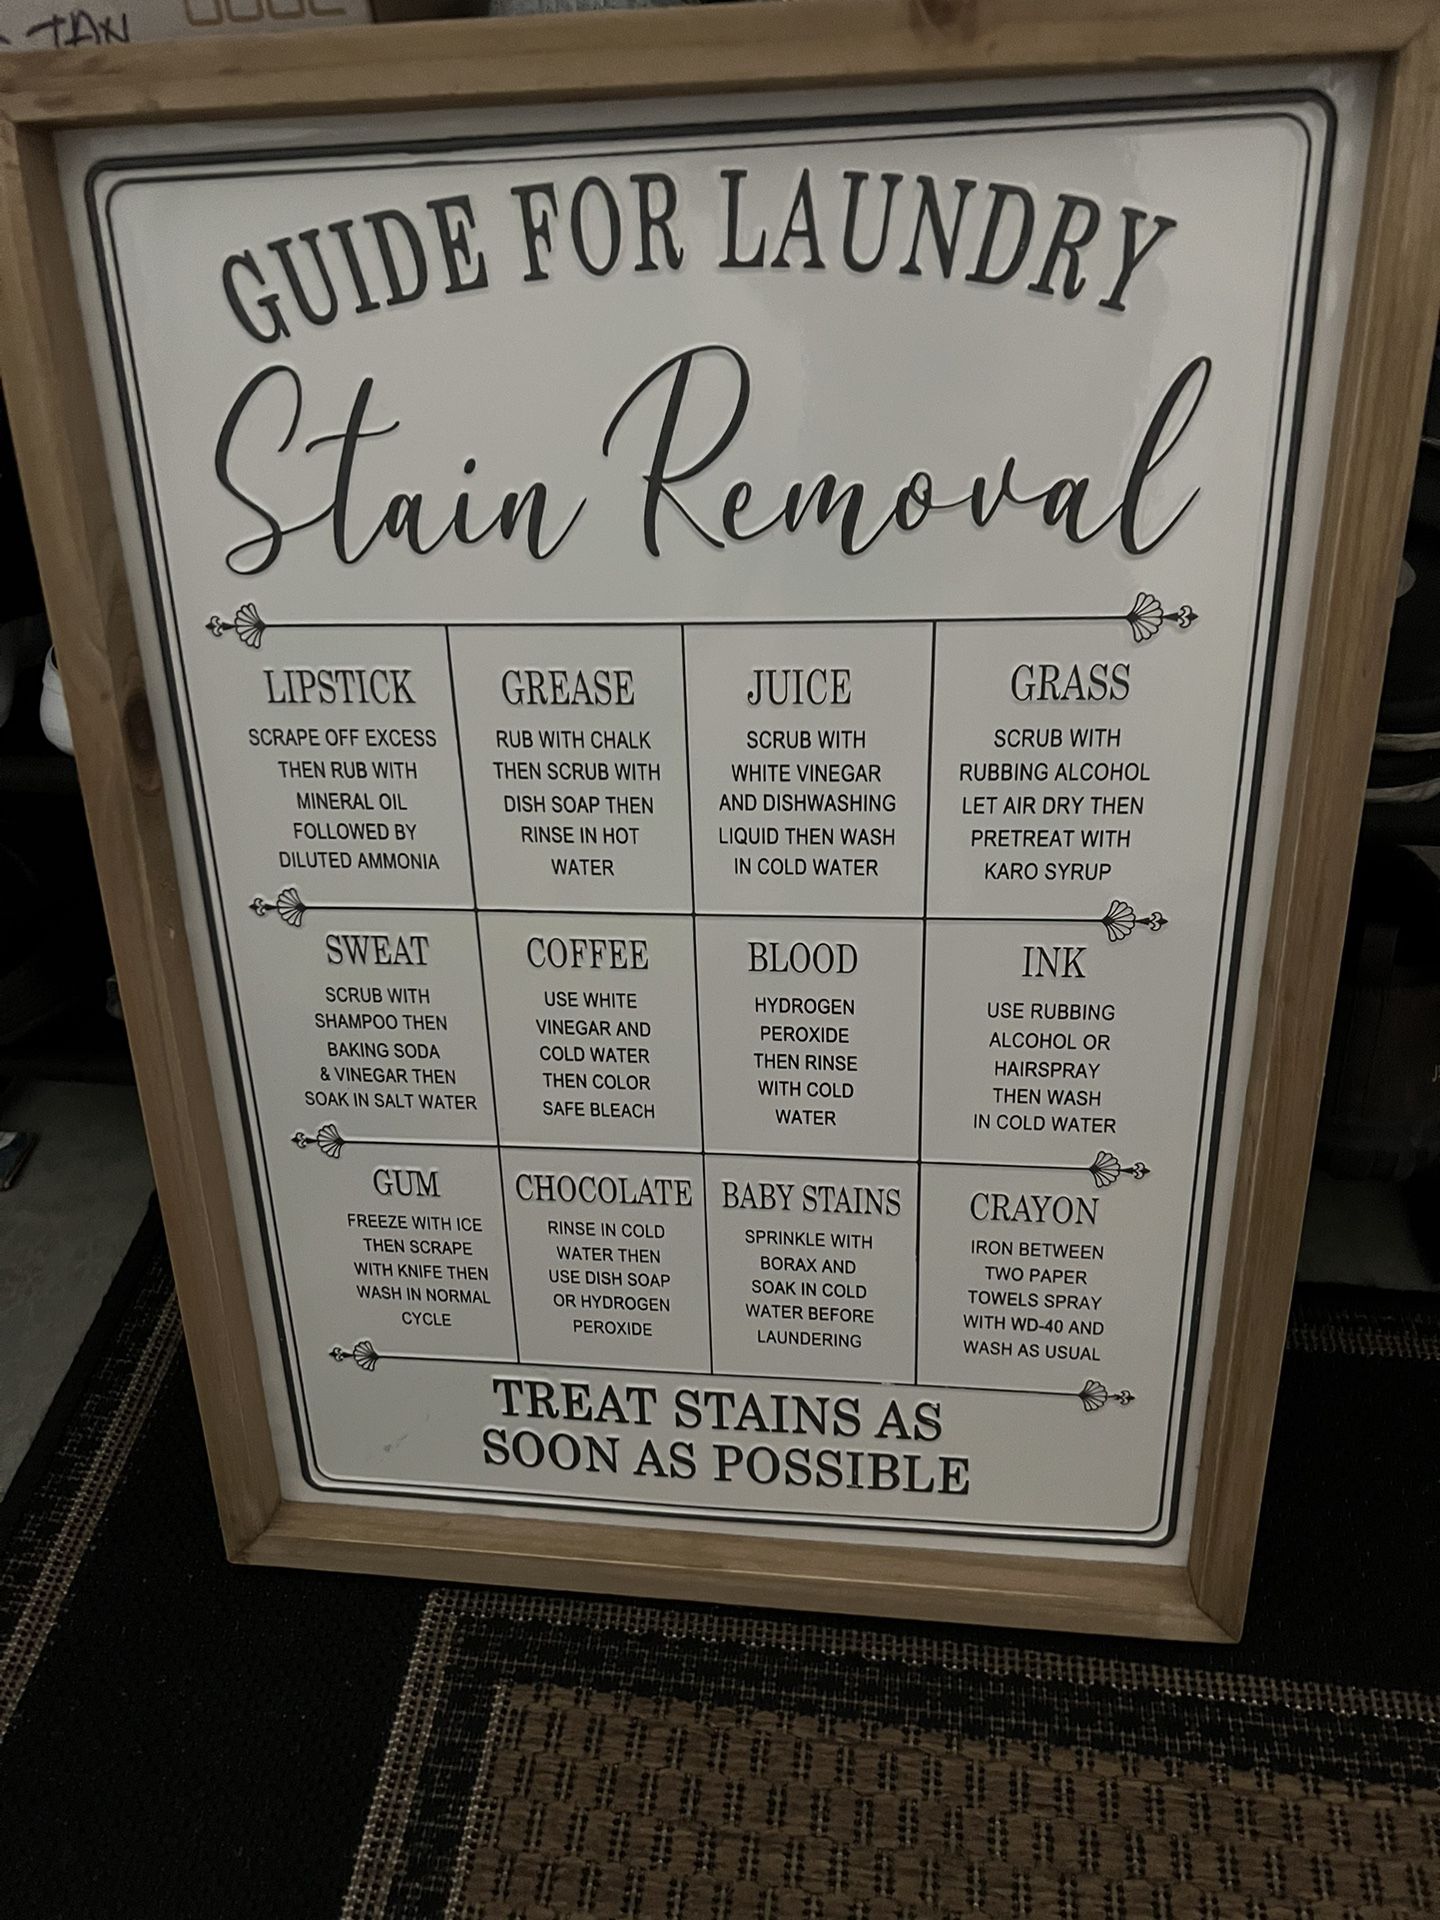 TAN
GUIDE FOR LAUNDRY
Stain Removal
LIPSTICK
SCRAPE OFF EXCESS
THEN RUB WITH
MINERAL OIL
FOLLOWED BY
DILUTED AMMONIA
GREASE
RUB WITH CHALK
THEN SCRUB WITH
DISH SOAP THEN
RINSE IN HOT
WATER
JUICE
SCRUB WITH
WHITE VINEGAR
AND DISHWASHING
LIQUID THEN WASH
IN COLD WATER
GRASS
SCRUB WITH
RUBBING ALCOHOL
LET AIR DRY THEN
PRETREAT WITH
KARO SYRUP
SWEAT
SCRUB WITH
SHAMPOO THEN
BAKING SODA
& VINEGAR THEN
SOAK IN SALT WATER
COFFEE
USE WHITE
VINEGAR AND
COLD WATER
THEN COLOR
SAFE BLEACH
BLOOD
HYDROGEN
PEROXIDE
THEN RINSE
WITH COLD
WATER
INK
USE RUBBING
ALCOHOL OR
HAIRSPRAY
THEN WASH
IN COLD WATER
GUM
FREEZE WITH ICE
THEN SCRAPE
WITH KNIFE THEN
WASH IN NORMAL
CYCLE
CHOCOLATE
RINSE IN COLD
WATER THEN
USE DISH SOAP
OR HYDROGEN
PEROXIDE
BABY STAINS
SPRINKLE WITH
BORAX AND
SOAK IN COLD
WATER BEFORE
LAUNDERING
CRAYON
IRON BETWEEN
TWO PAPER
TOWELS SPRAY
WITH WD-40 AND
WASH AS USUAL
TREAT STAINS AS
SOON AS POSSIBLE